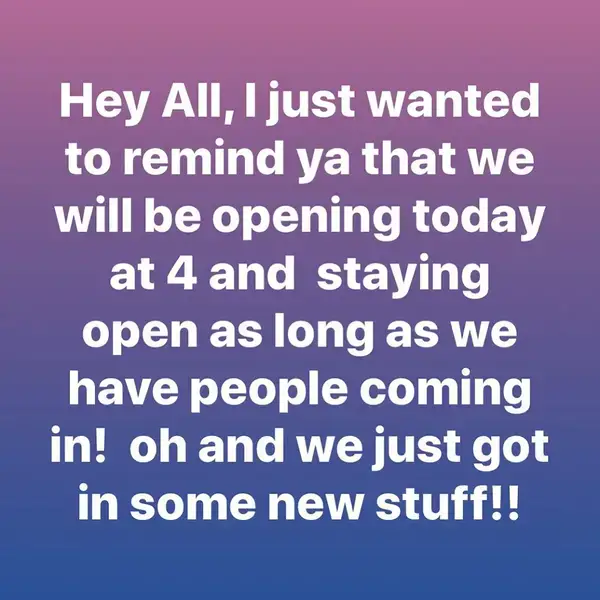 Hey All, I just wanted
to remind ya that we
will be opening today
at 4 and  staying
open as long as we
have people coming
in!  oh and we just got
in some new stuff!!